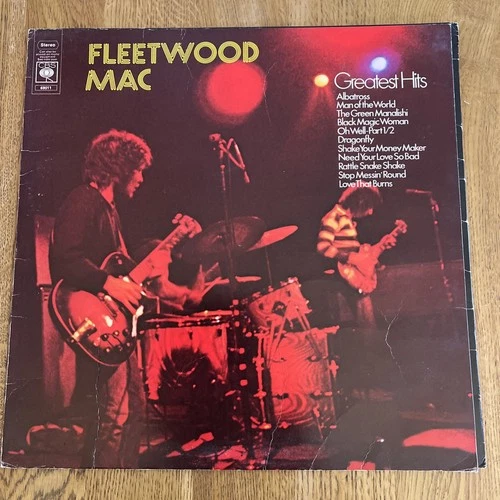 Stereo
CBS
69011
FLEETWOOD
MAC
Greatest Hits
Albatross
Man of the World
The Green Manalishi
Black Magic Woman
Oh Well-Part 1/2
Dragonfly
Shake Your Money Maker
Need Your Love So Bad
Rattle Snake Shake
Stop Messin' Round
Love That Burns